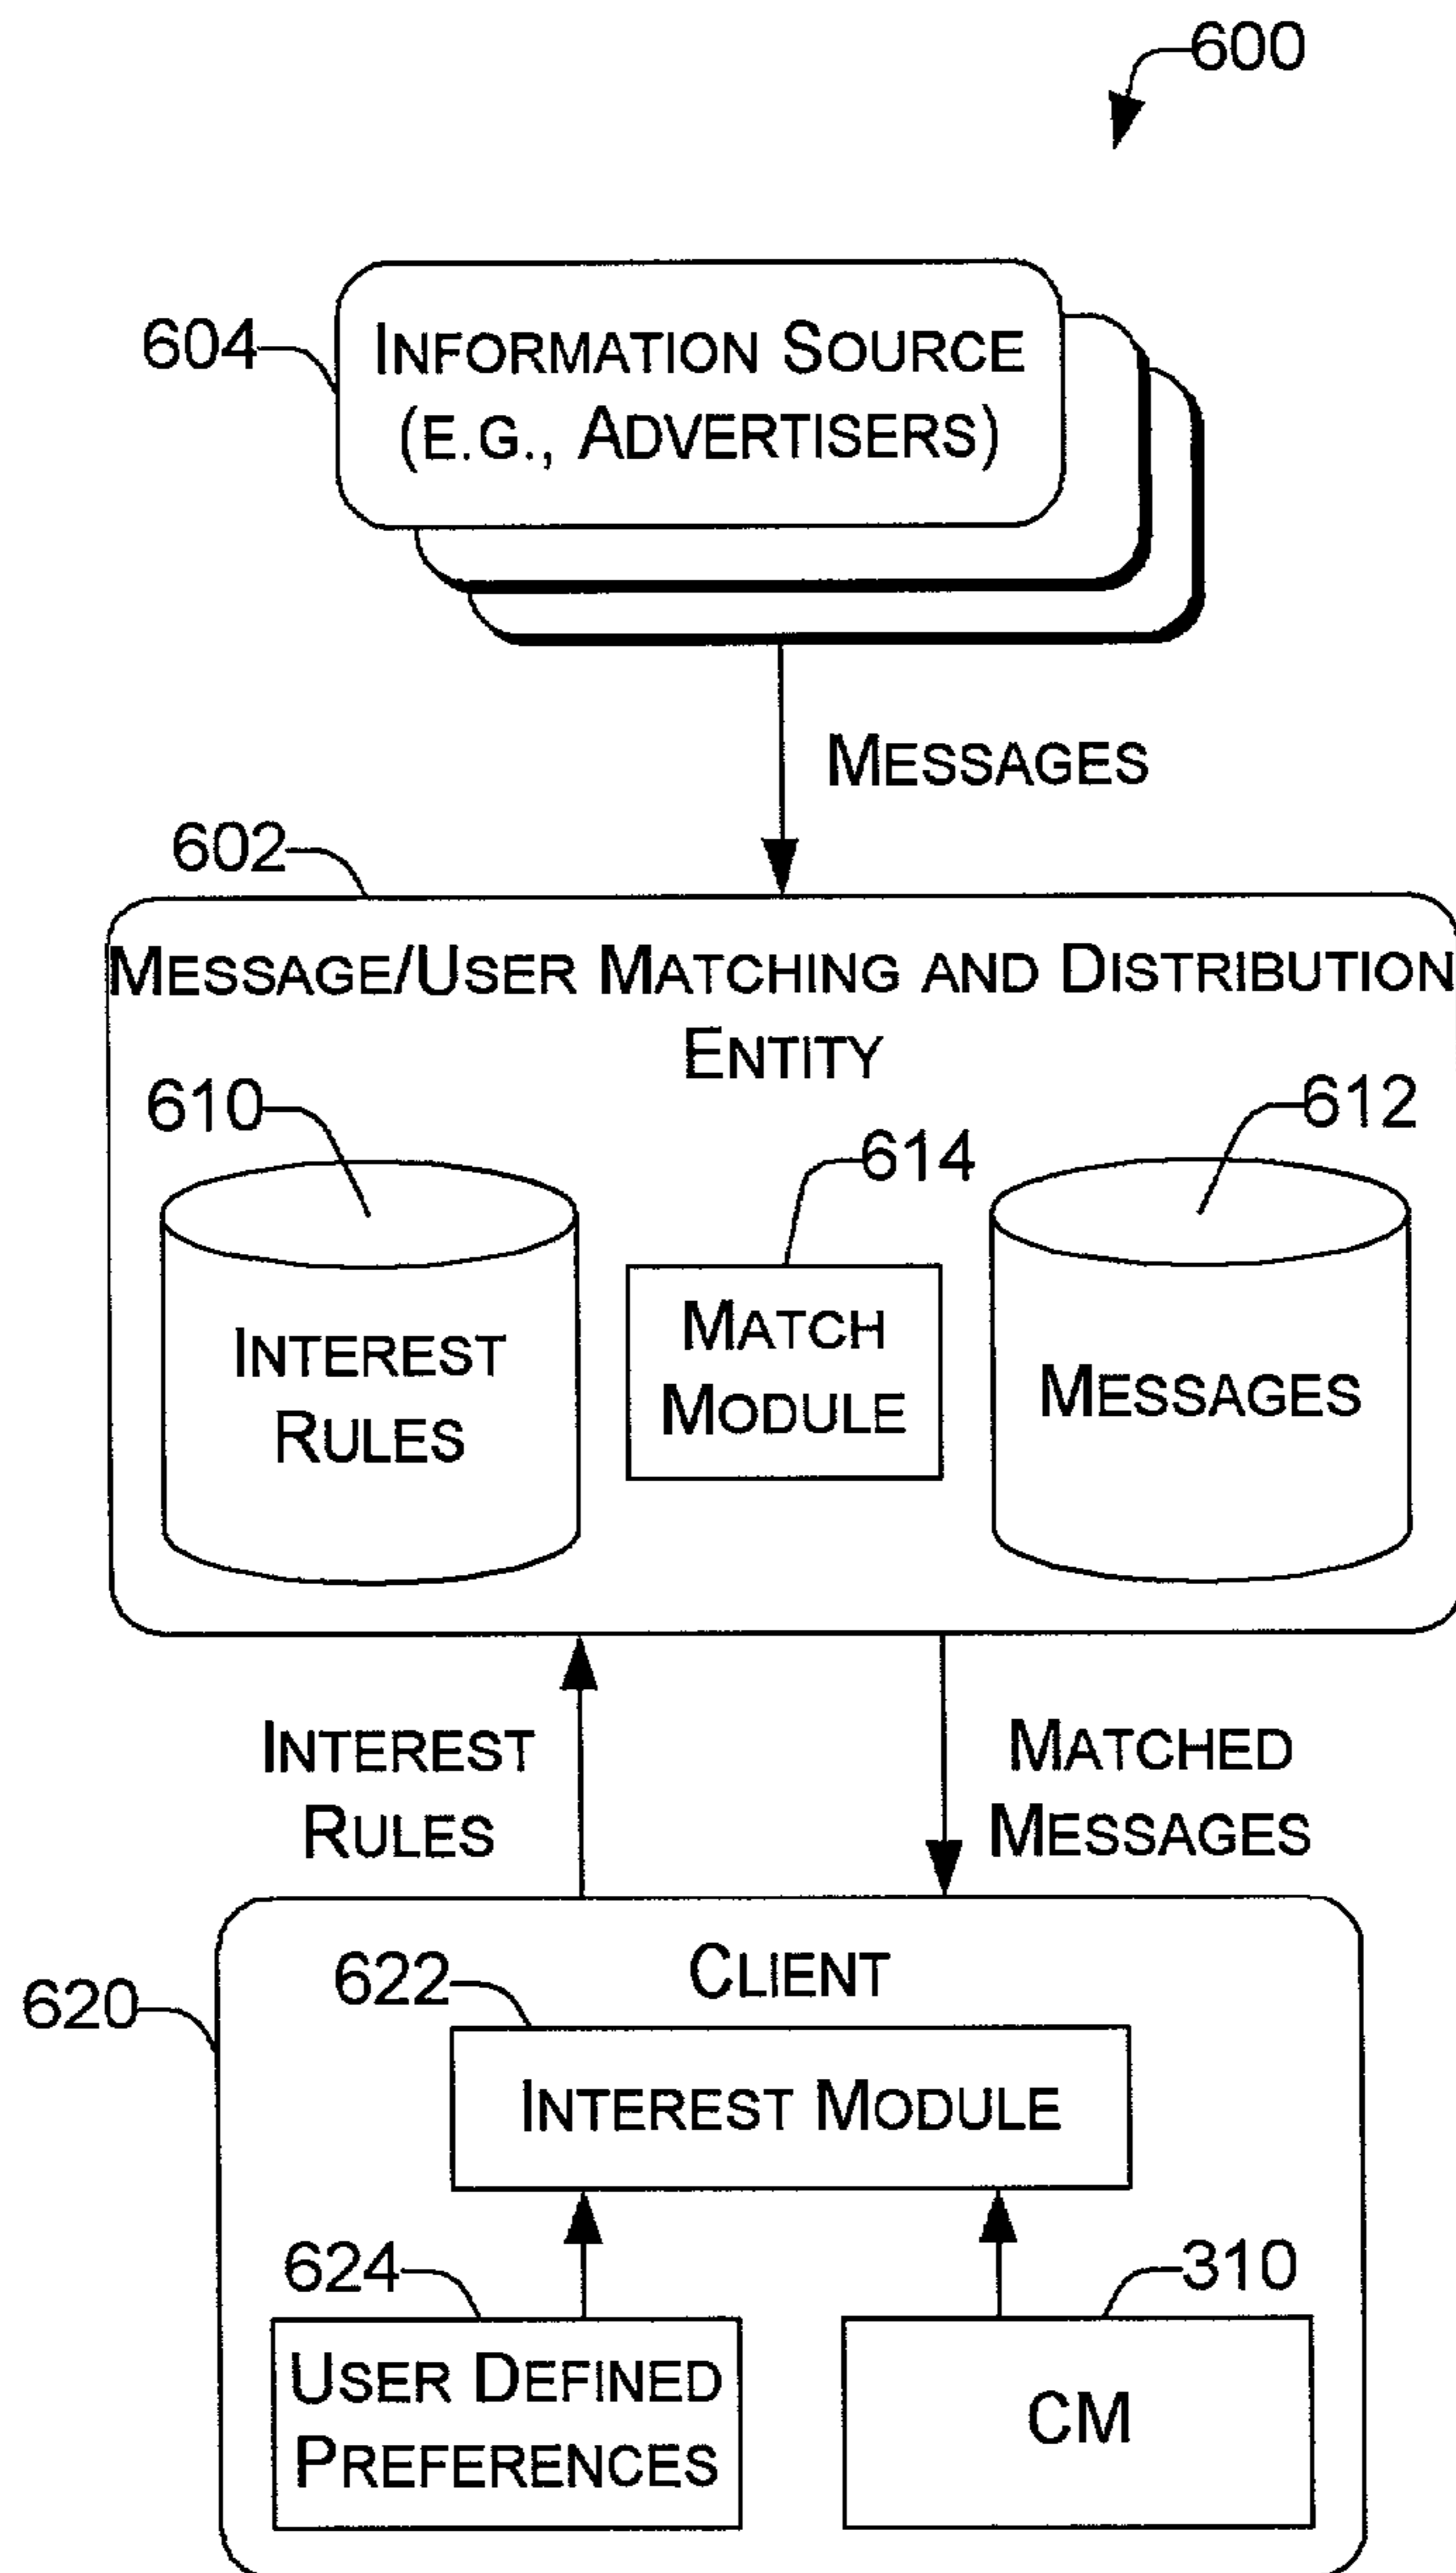 600
604
INFORMATION SOURCE
(E.G., ADVERTISERS)
MESSAGES
602
MESSAGE/USER MATCHING AND DISTRIBUTION
ENTITY
610
614
612
INTEREST
RULES
MATCH
MODULE
MESSAGES
INTEREST
RULES
MATCHED
MESSAGES
620
CLIENT
622
INTEREST MODULE
624
310
USER DEFINED
PREFERENCES
CM